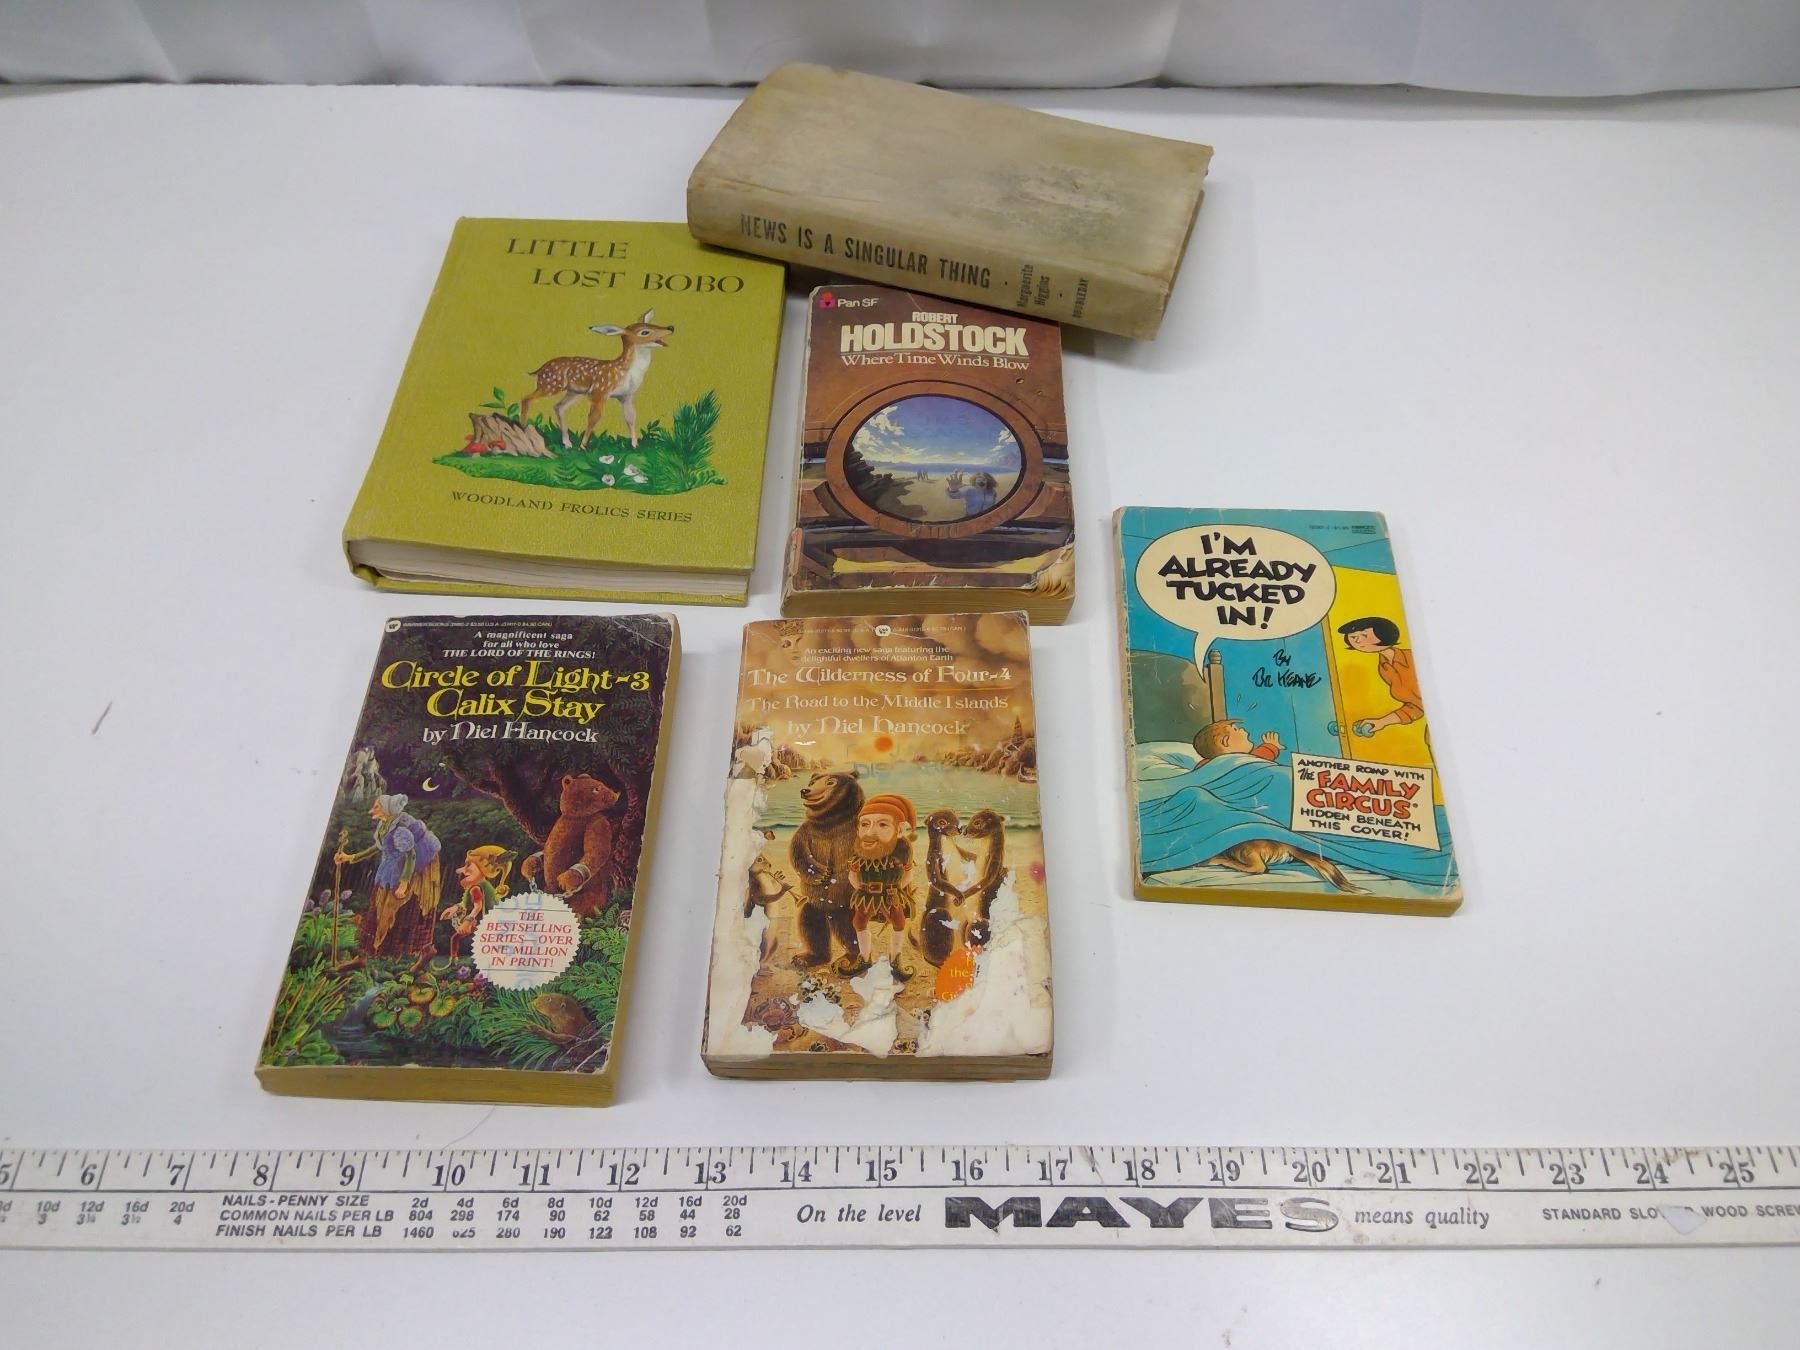 NEWS IS A SINGULAR THING · Marguerite Higgins · DOUBLEDAY
LITTLE
LOST BOBO
WOODLAND FROLICS SERIES
Pan SF
ROBERT
HOLDSTOCK
Where Time Winds Blow
I'M
ALREADY
TUCKED
IN!
By
Bil KEANE
ANOTHER ROMP WITH
The FAMILY
CIRCUS
HIDDEN BENEATH
THIS COVER!
WARNER BOOKS
A magnificent saga
for all who love
THE LORD OF THE RINGS!
Circle of Light-3
Calix Stay
by Niel Hancock
THE
BESTSELLING
SERIES—OVER
ONE MILLION
IN PRINT!
An exciting new saga featuring the
delightful dwellers of Atlanton Earth
The Wilderness of Four-4
The Road to the Middle Islands
by Niel Hancock
the
5 6 7 8 9 10 11 12 13 14 15 16 17 18 19 20 21 22 23 24 25
10d 12d 16d 20d
3 3¼ 3½ 4
NAILS - PENNY SIZE 2d 4d 6d 8d 10d 12d 16d 20d
COMMON NAILS PER LB 804 298 174 90 62 58 44 28
FINISH NAILS PER LB 1460 625 280 190 123 108 92 62
On the level MAYES means quality
STANDARD WOOD SCREW